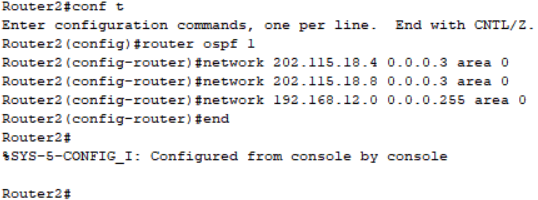 Router2#conf t
Enter configuration commands, one per line.  End with CNTL/Z.
Router2(config)#router ospf 1
Router2(config-router)#network 202.115.18.4 0.0.0.3 area 0
Router2(config-router)#network 202.115.18.8 0.0.0.3 area 0
Router2(config-router)#network 192.168.12.0 0.0.0.255 area 0
Router2(config-router)#end
Router2#
%SYS-5-CONFIG_I: Configured from console by console
Router2#